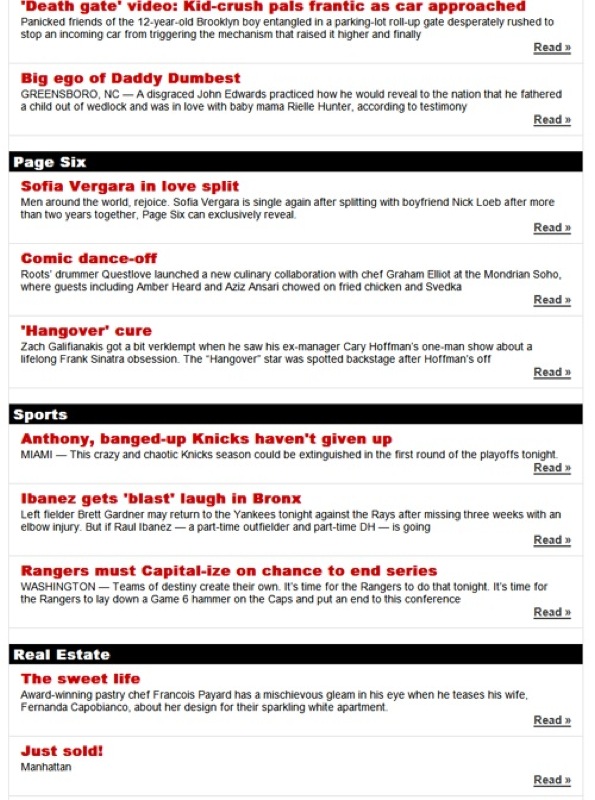 'Death gate' video: Kid-crush pals frantic as car approached
Panicked friends of the 12-year-old Brooklyn boy entangled in a parking-lot roll-up gate desperately rushed to
stop an incoming car from triggering the mechanism that raised it higher and finally
Read »
Big ego of Daddy Dumbest
GREENSBORO, NC — A disgraced John Edwards practiced how he would reveal to the nation that he fathered
a child out of wedlock and was in love with baby mama Rielle Hunter, according to testimony
Read »
Page Six
Sofia Vergara in love split
Men around the world, rejoice. Sofia Vergara is single again after splitting with boyfriend Nick Loeb after more
than two years together, Page Six can exclusively reveal.
Read »
Comic dance-off
Roots' drummer Questlove launched a new culinary collaboration with chef Graham Elliot at the Mondrian Soho,
where guests including Amber Heard and Aziz Ansari chowed on fried chicken and Svedka
Read »
'Hangover' cure
Zach Galifianakis got a bit verklempt when he saw his ex-manager Cary Hoffman's one-man show about a
lifelong Frank Sinatra obsession. The “Hangover” star was spotted backstage after Hoffman's off
Read »
Sports
Anthony, banged-up Knicks haven't given up
MIAMI — This crazy and chaotic Knicks season could be extinguished in the first round of the playoffs tonight.
Read »
Ibanez gets 'blast' laugh in Bronx
Left fielder Brett Gardner may return to the Yankees tonight against the Rays after missing three weeks with an
elbow injury. But if Raul Ibanez — a part-time outfielder and part-time DH — is going
Read »
Rangers must Capital-ize on chance to end series
WASHINGTON — Teams of destiny create their own. It's time for the Rangers to do that tonight. It's time for
the Rangers to lay down a Game 6 hammer on the Caps and put an end to this conference
Read »
Real Estate
The sweet life
Award-winning pastry chef Francois Payard has a mischievous gleam in his eye when he teases his wife,
Fernanda Capobianco, about her design for their sparkling white apartment.
Read »
Just sold!
Manhattan
Read »